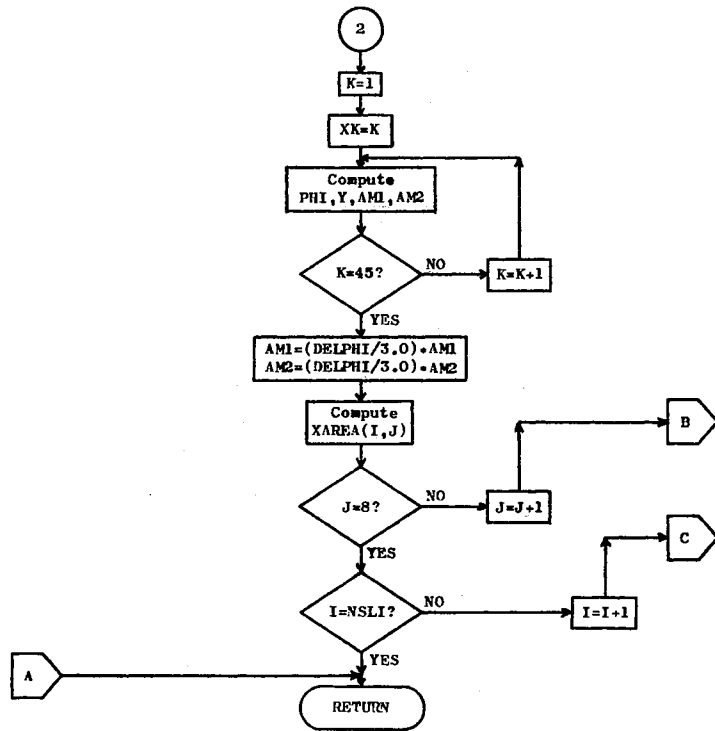 2
K=1
XK=K
Compute
PHI,Y,AM1,AM2
K=45?
NO
K=K+1
YES
AM1=(DELPHI/3.0)*AM1
AM2=(DELPHI/3.0)*AM2
Compute
XAREA(I,J)
B
J=8?
NO
J=J+1
YES
C
I=NSLI?
NO
I=I+1
YES
A
RETURN